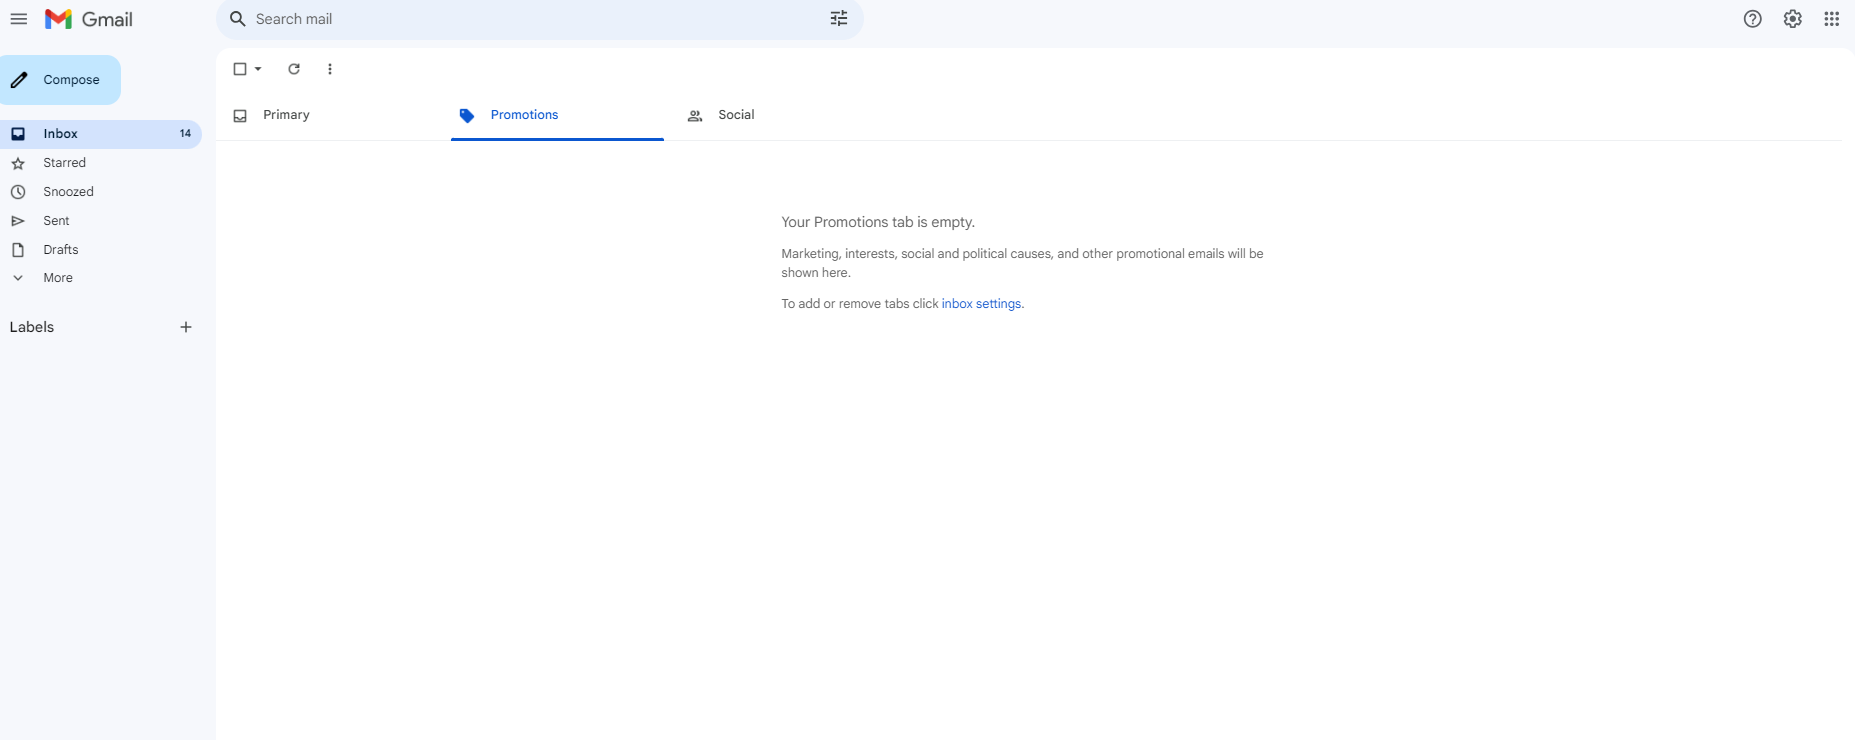 Gmail
Search mail
Compose
Primary
Promotions
Social
Inbox 14
Starred
Snoozed
Sent
Drafts
More
Labels
Your Promotions tab is empty.
Marketing, interests, social and political causes, and other promotional emails will be
shown here.
To add or remove tabs click inbox settings.